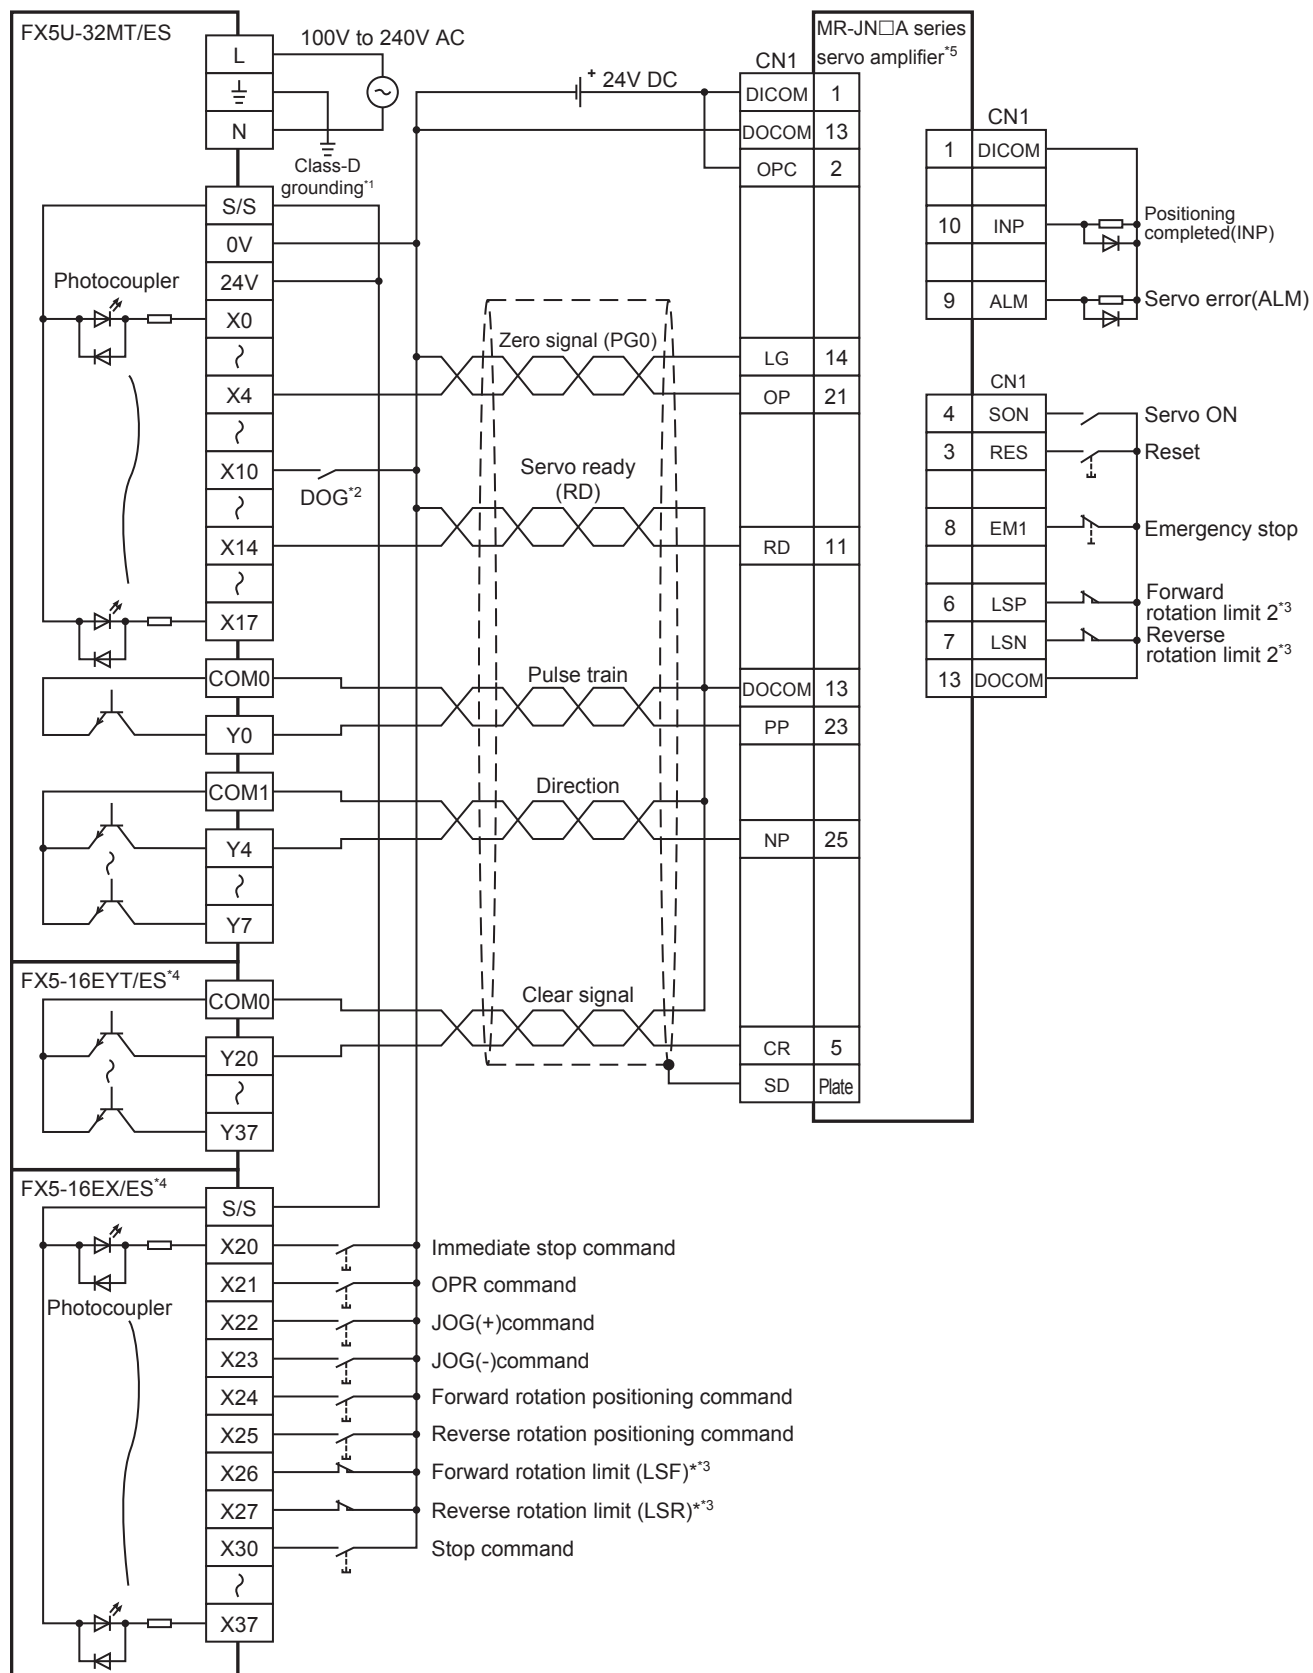 FX5U-32MT/ES
L
N
100V to 240V AC
Class-D
grounding*1
S/S
0V
24V
X0
X4
X10
X14
X17
COM0
Y0
COM1
Y4
Y7
Photocoupler
DOG*2
+ 24V DC
Zero signal (PG0)
Servo ready
(RD)
Pulse train
Direction
Clear signal
MR-JN□A series
servo amplifier*5
CN1
DICOM 1
DOCOM 13
OPC 2
LG 14
OP 21
RD 11
DOCOM 13
PP 23
NP 25
CR 5
SD Plate
CN1
1 DICOM
10 INP
Positioning
completed(INP)
9 ALM
Servo error(ALM)
CN1
4 SON Servo ON
3 RES Reset
8 EM1 Emergency stop
6 LSP
Forward
rotation limit 2*3
7 LSN
Reverse
rotation limit 2*3
13 DOCOM
FX5-16EYT/ES*4
COM0
Y20
Y37
FX5-16EX/ES*4
S/S
Photocoupler
X20 Immediate stop command
X21 OPR command
X22 JOG(+)command
X23 JOG(-)command
X24 Forward rotation positioning command
X25 Reverse rotation positioning command
X26 Forward rotation limit (LSF)**3
X27 Reverse rotation limit (LSR)**3
X30 Stop command
X37